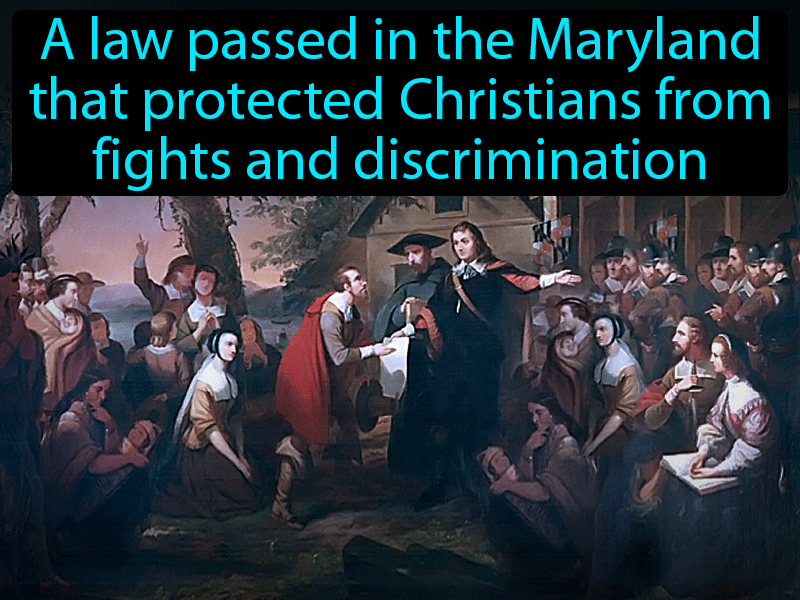 A law passed in the Maryland
that protected Christians from
fights and discrimination